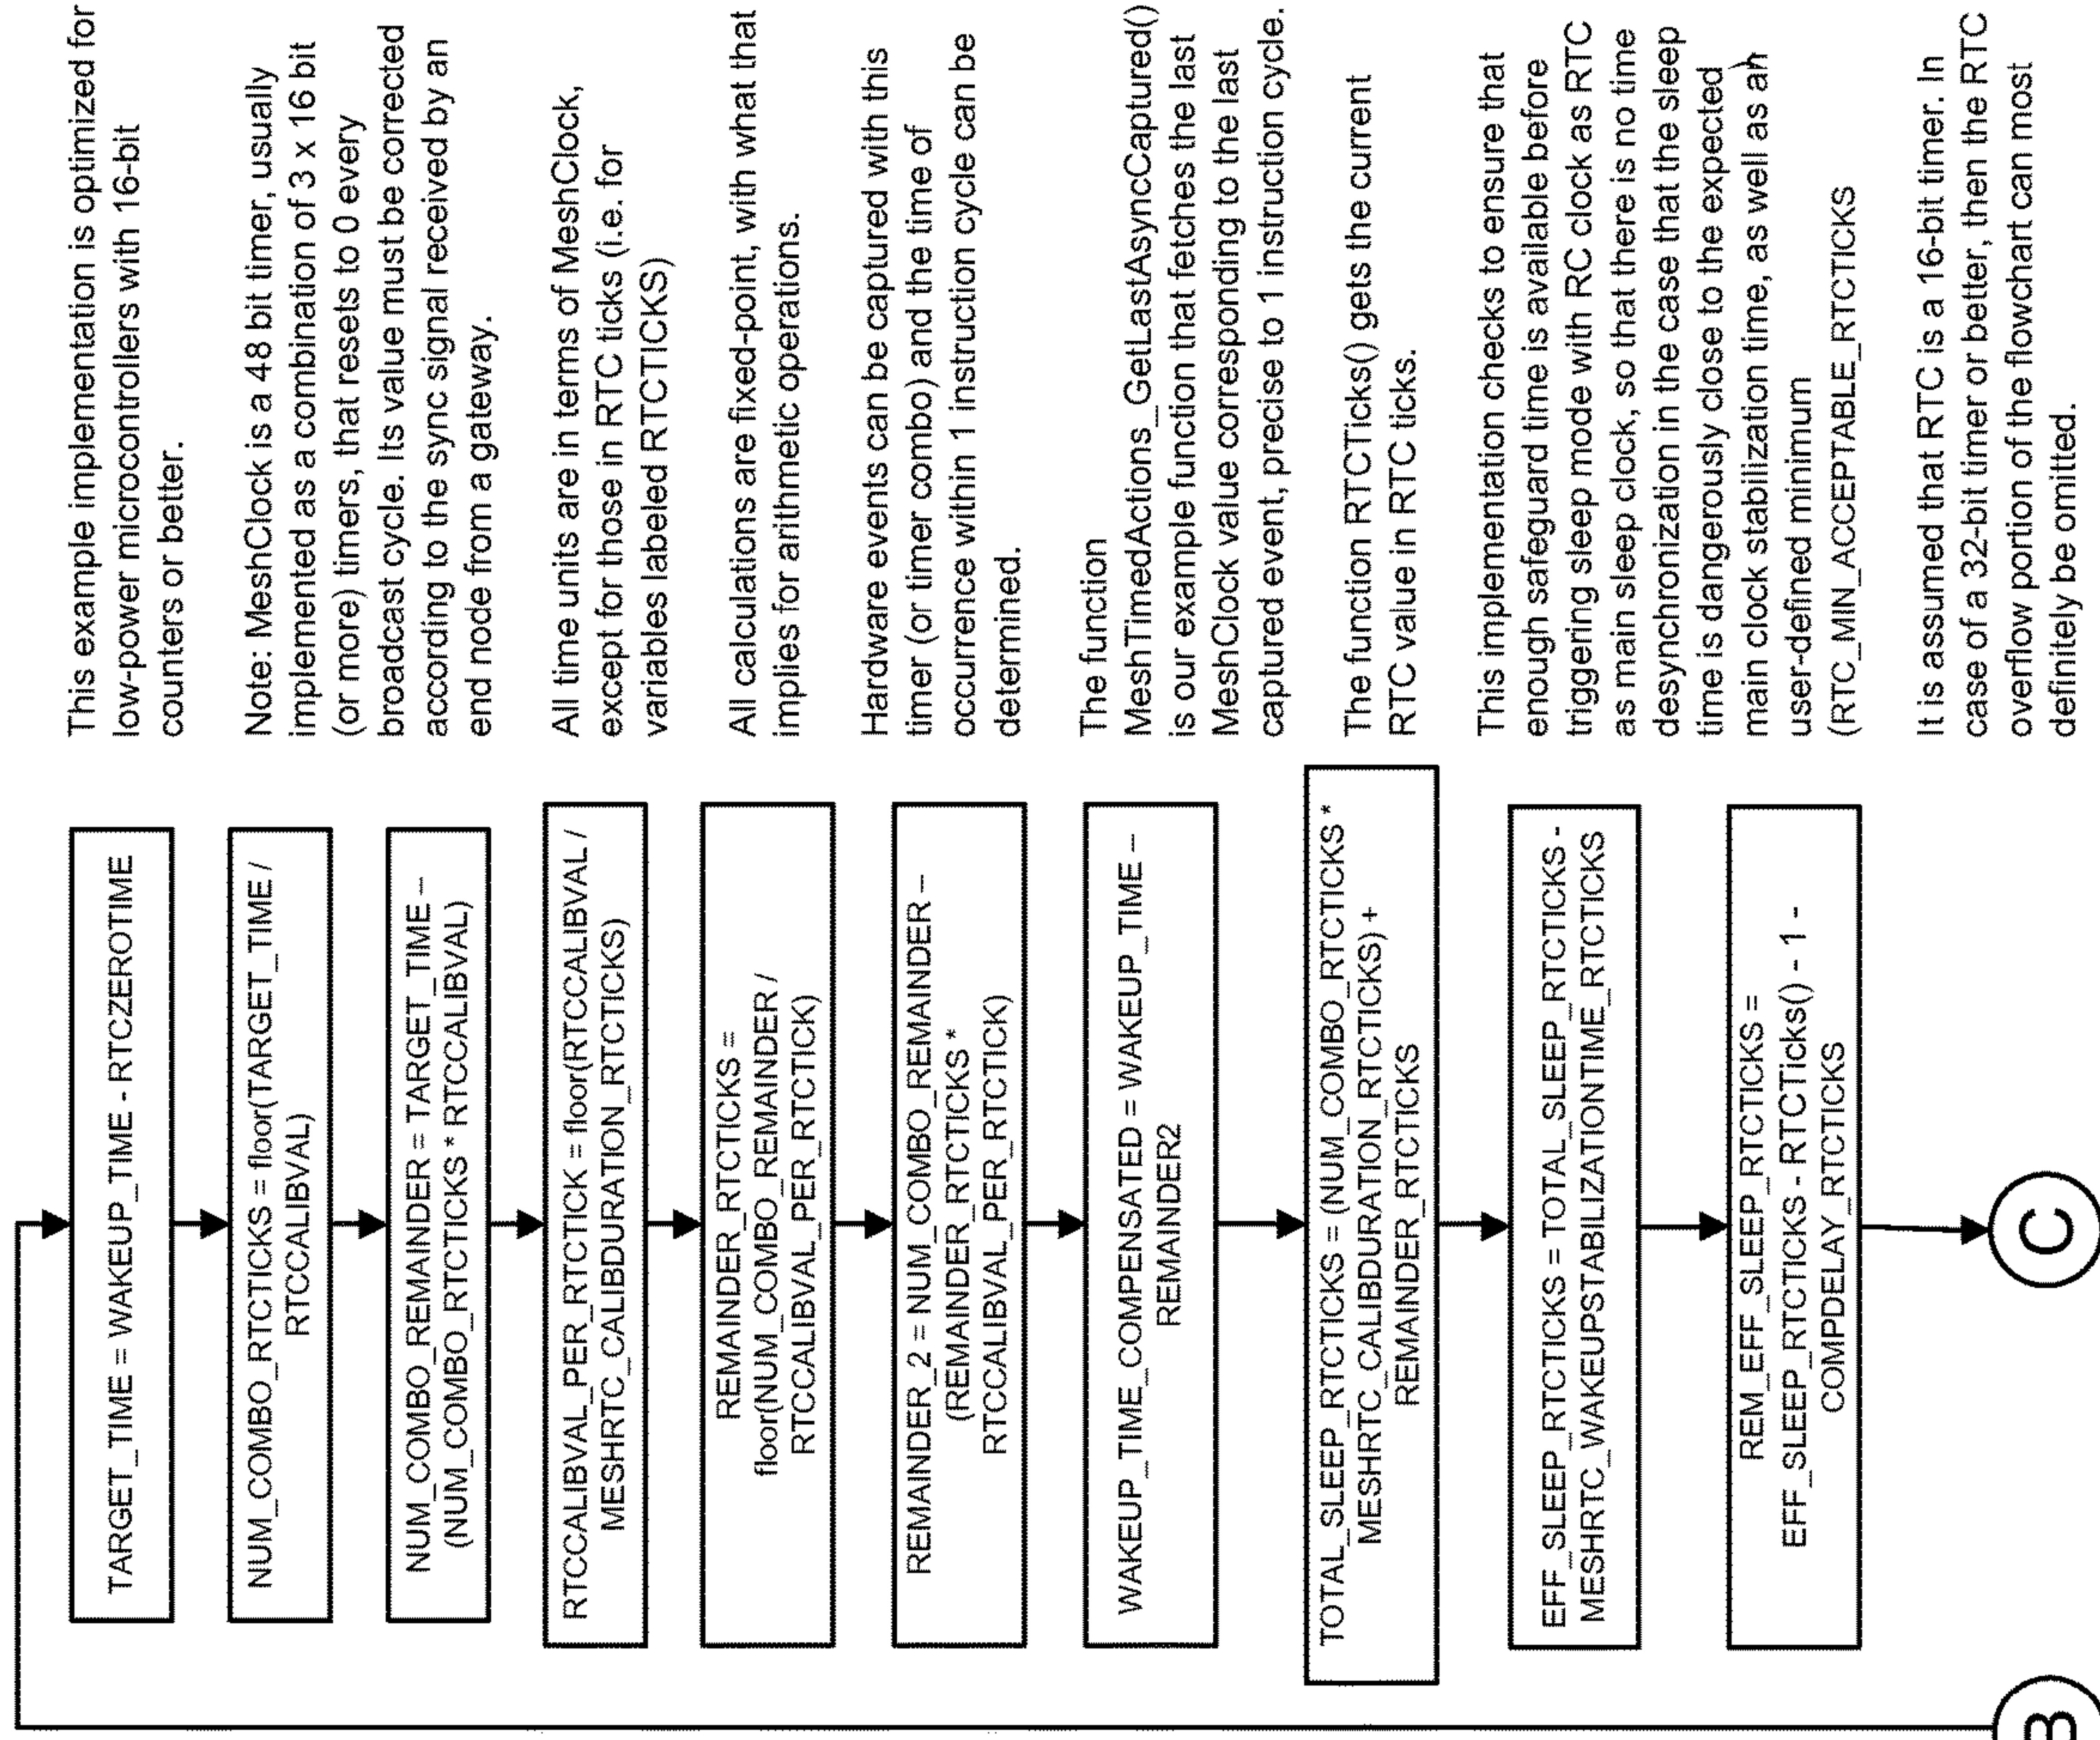 This example implementation is optimized for
low-power microcontrollers with 16-bit
counters or better.
Note: MeshClock is a 48 bit timer, usually
implemented as a combination of 3 x 16 bit
(or more) timers, that resets to 0 every
broadcast cycle. Its value must be corrected
according to the sync signal received by an
end node from a gateway.
All time units are in terms of MeshClock,
except for those in RTC ticks (i.e. for
variables labeled RTCTICKS)
All calculations are fixed-point, with what that
implies for arithmetic operations.
Hardware events can be captured with this
timer (or timer combo) and the time of
occurrence within 1 instruction cycle can be
determined.
The function
MeshTimedActions_GetLastAsyncCaptured()
is our example function that fetches the last
MeshClock value corresponding to the last
captured event, precise to 1 instruction cycle.
The function RTCTicks() gets the current
RTC value in RTC ticks.
This implementation checks to ensure that
enough safeguard time is available before
triggering sleep mode with RC clock as RTC
as main sleep clock, so that there is no time
desynchronization in the case that the sleep
time is dangerously close to the expected
main clock stabilization time, as well as an
user-defined minimum
(RTC_MIN_ACCEPTABLE_RTCTICKS
It is assumed that RTC is a 16-bit timer. In
case of a 32-bit timer or better, then the RTC
overflow portion of the flowchart can most
definitely be omitted.
TARGET_TIME = WAKEUP_TIME - RTCZEROTIME
NUM_COMBO_RTCTICKS = floor(TARGET_TIME /
RTCCALIBVAL)
NUM_COMBO_REMAINDER = TARGET_TIME –
(NUM_COMBO_RTCTICKS * RTCCALIBVAL)
RTCCALIBVAL_PER_RTCTICK = floor(RTCCALIBVAL /
MESHRTC_CALIBDURATION_RTCTICKS)
REMAINDER_RTCTICKS =
floor(NUM_COMBO_REMAINDER /
RTCCALIBVAL_PER_RTCTICK)
REMAINDER_2 = NUM_COMBO_REMAINDER –
(REMAINDER_RTCTICKS *
RTCCALIBVAL_PER_RTCTICK)
WAKEUP_TIME_COMPENSATED = WAKEUP_TIME –
REMAINDER2
TOTAL_SLEEP_RTCTICKS = (NUM_COMBO_RTCTICKS *
MESHRTC_CALIBDURATION_RTCTICKS) +
REMAINDER_RTCTICKS
EFF_SLEEP_RTCTICKS = TOTAL_SLEEP_RTCTICKS -
MESHRTC_WAKEUPSTABILIZATIONTIME_RTCTICKS
REM_EFF_SLEEP_RTCTICKS =
EFF_SLEEP_RTCTICKS - RTCTicks() - 1 -
COMPDELAY_RTCTICKS
B
C